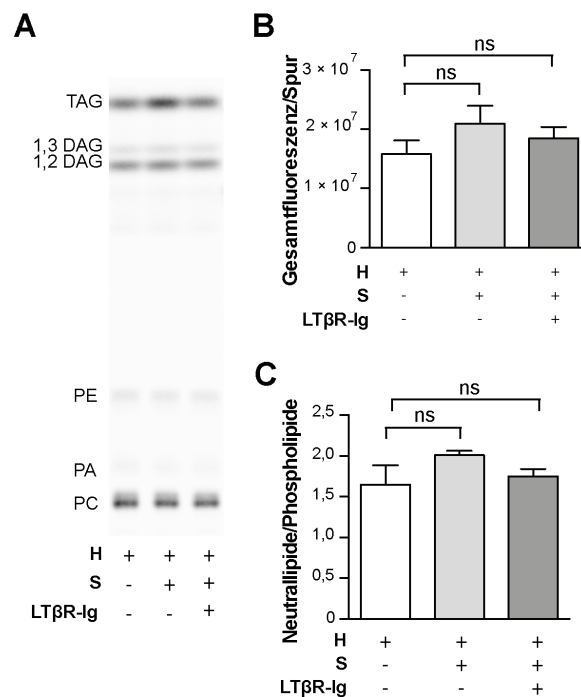 A
TAG
1,3 DAG
1,2 DAG
PE
PA
PC
H + + +
S - + +
LTβR-Ig - - +
B
Gesamtfluoreszenz/Spur
ns
ns
3 × 10⁷
2 × 10⁷
1 × 10⁷
0
H + + +
S - + +
LTβR-Ig - - +
C
Neutrallipide/Phospholipide
ns
ns
2,5
2,0
1,5
1,0
0,5
0
H + + +
S - + +
LTβR-Ig - - +